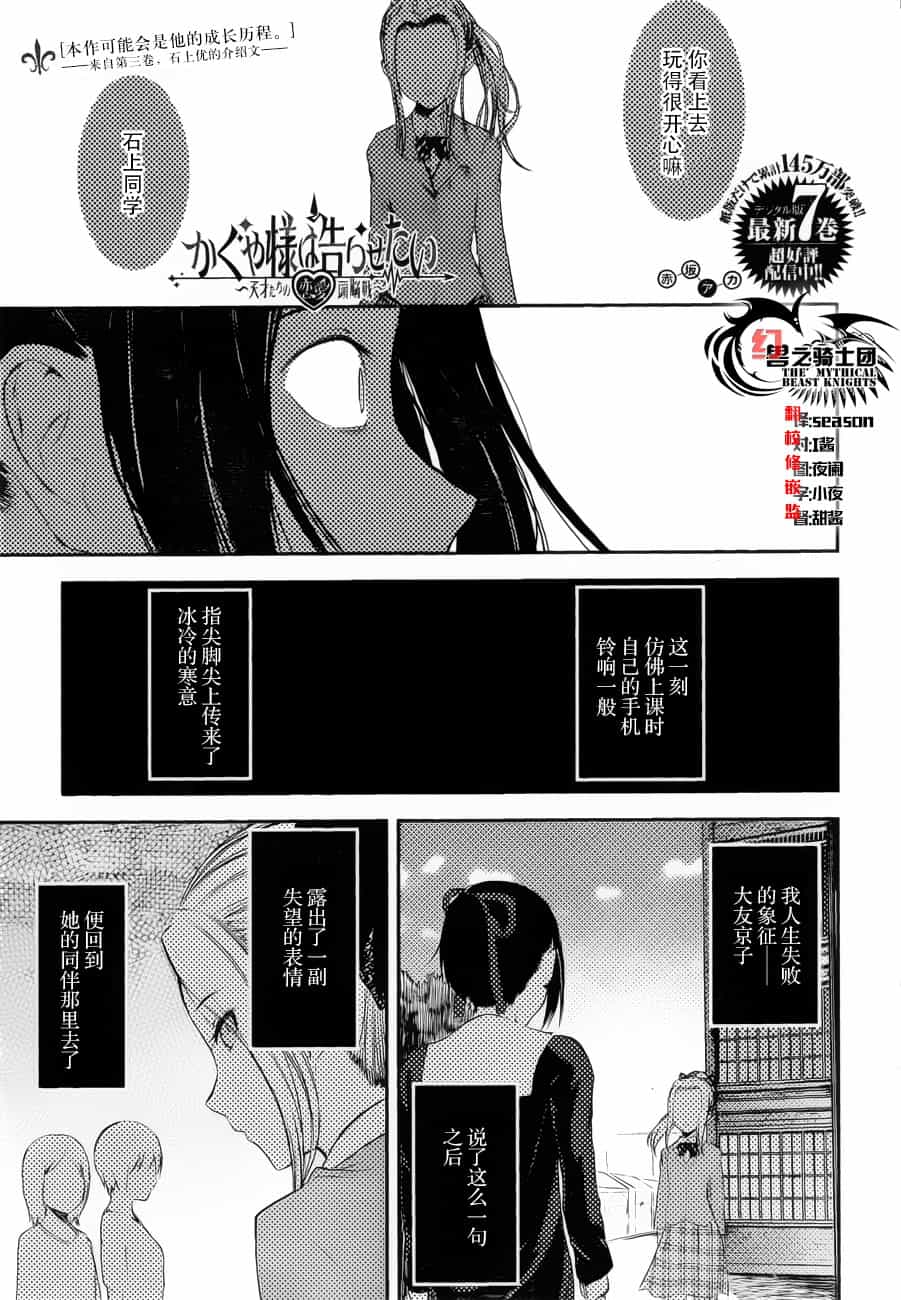 [本作可能会是他的成长历程。]
——来自第三卷、石上优的介绍文——
你看上去
玩得很开心嘛
石上同学
かぐや様は告らせたい
〜天才たちの恋愛頭脳戦〜
赤坂アカ
紙版だけで累計145万部突破!!
デジタル版
最新7巻
超好評
配信中!!
幻兽之骑士团
THE MYTHICAL
BEAST KNIGHTS
翻译:season
校对:I酱
修图:夜阑
嵌字:小夜
监督:甜酱
这一刻
仿佛上课时
自己的手机
铃响一般
指尖脚尖上传来了
冰冷的寒意
我人生失败
的象征——
大友京子
说了这么一句
之后
露出了一副
失望的表情
便回到
她的同伴那里去了